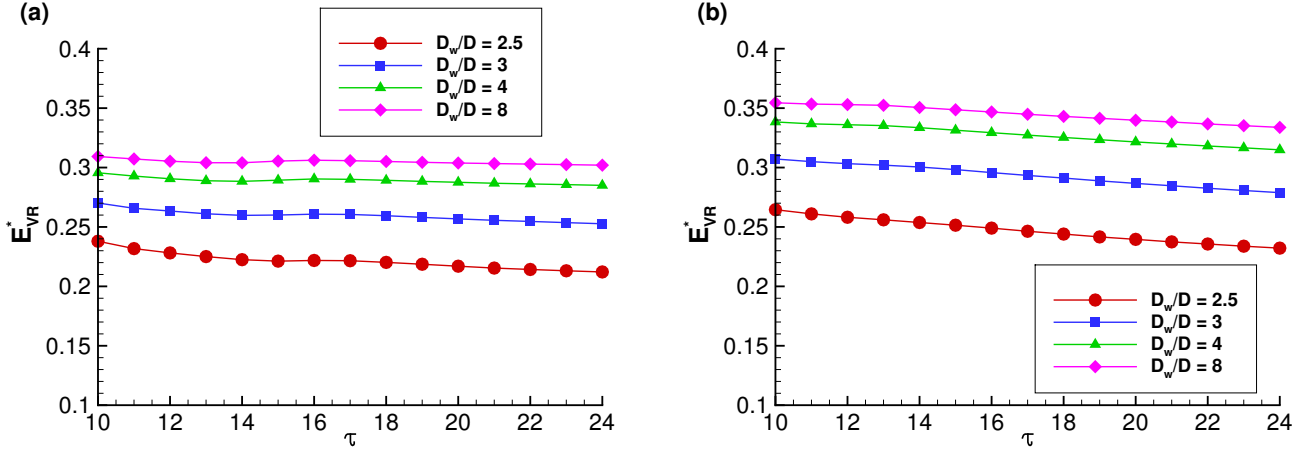 (a)
D_w/D = 2.5
D_w/D = 3
D_w/D = 4
D_w/D = 8
E*_VR
0.4
0.35
0.3
0.25
0.2
0.15
0.1
10 12 14 16 18 20 22 24
τ
(b)
E*_VR
0.4
0.35
0.3
0.25
0.2
0.15
0.1
D_w/D = 2.5
D_w/D = 3
D_w/D = 4
D_w/D = 8
10 12 14 16 18 20 22 24
τ